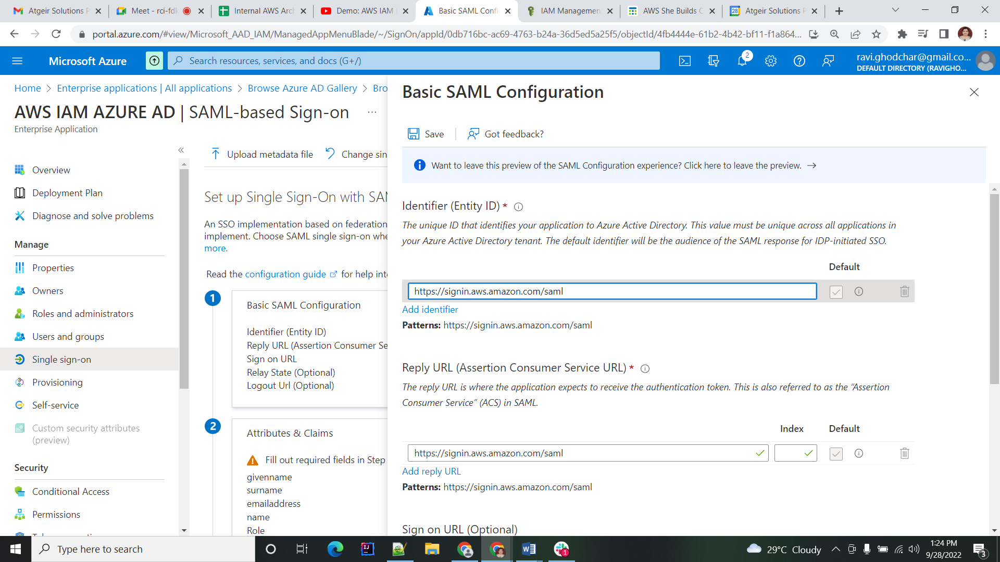 Atgeir Solutions P
Meet - rci-fdk
Internal AWS Arch
Demo: AWS IAM
Basic SAML Confi
IAM Management
AWS She Builds C
28
Atgeir Solutions P
portal.azure.com/#view/Microsoft_AAD_IAM/ManagedAppMenuBlade/~/SignOn/appId/0db716bc-ac69-4763-b24a-36d5ed5a25f5/objectId/4fb4444e-61b2-4b42-bf11-f1a864...
Microsoft Azure
Search resources, services, and docs (G+/)
2
ravi.ghodchar@gmail.co...
DEFAULT DIRECTORY (RAVIGHO...
Home > Enterprise applications | All applications > Browse Azure AD Gallery > Bro
AWS IAM AZURE AD | SAML-based Sign-on ...
Enterprise Application
Overview
Deployment Plan
Diagnose and solve problems
Manage
Properties
Owners
Roles and administrators
Users and groups
Single sign-on
Provisioning
Self-service
Custom security attributes
(preview)
Security
Conditional Access
Permissions
Upload metadata file
Change sin
Set up Single Sign-On with SAM
An SSO implementation based on federation
implement. Choose SAML single sign-on whe
more.
Read the configuration guide for help inte
1
Basic SAML Configuration
Identifier (Entity ID)
Reply URL (Assertion Consumer Se
Sign on URL
Relay State (Optional)
Logout Url (Optional)
2
Attributes & Claims
Fill out required fields in Step
givenname
surname
emailaddress
name
Role
Basic SAML Configuration
Save
Got feedback?
Want to leave this preview of the SAML Configuration experience? Click here to leave the preview.
Identifier (Entity ID) *
The unique ID that identifies your application to Azure Active Directory. This value must be unique across all applications in
your Azure Active Directory tenant. The default identifier will be the audience of the SAML response for IDP-initiated SSO.
Default
https://signin.aws.amazon.com/saml
Add identifier
Patterns: https://signin.aws.amazon.com/saml
Reply URL (Assertion Consumer Service URL) *
The reply URL is where the application expects to receive the authentication token. This is also referred to as the “Assertion
Consumer Service” (ACS) in SAML.
Index Default
https://signin.aws.amazon.com/saml
Add reply URL
Patterns: https://signin.aws.amazon.com/saml
Sign on URL (Optional)
Type here to search
1
29°C Cloudy
1:24 PM
9/28/2022
3